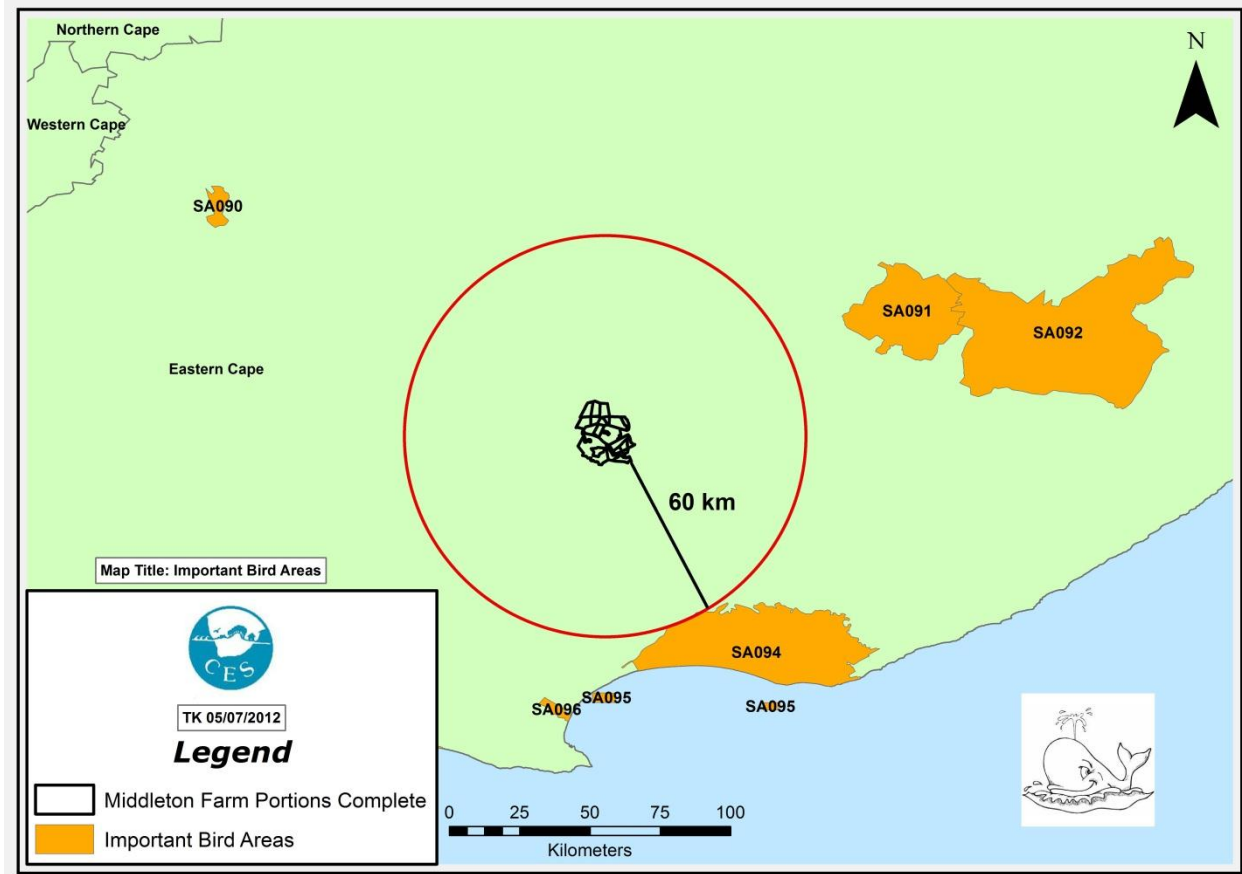 Northern Cape
N
Western Cape
SA090
SA091
SA092
Eastern Cape
60 km
Map Title: Important Bird Areas
SA094
SA095
SA096
SA095
CES
TK 05/07/2012
Legend
Middleton Farm Portions Complete
Important Bird Areas
0 25 50 75 100
Kilometers